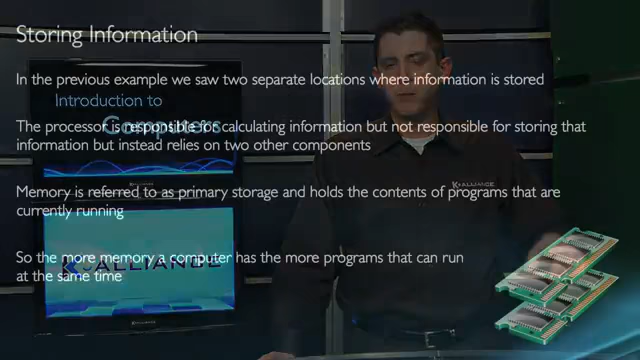 Storing Information
In the previous example we saw two separate locations where information is stored
Introduction to
Computers
The processor is responsible for calculating information but not responsible for storing that
information but instead relies on two other components
K ALLIANCE
Memory is referred to as primary storage and holds the contents of programs that are
currently running
So the more memory a computer has the more programs that can run
K ALLIANCE
at the same time